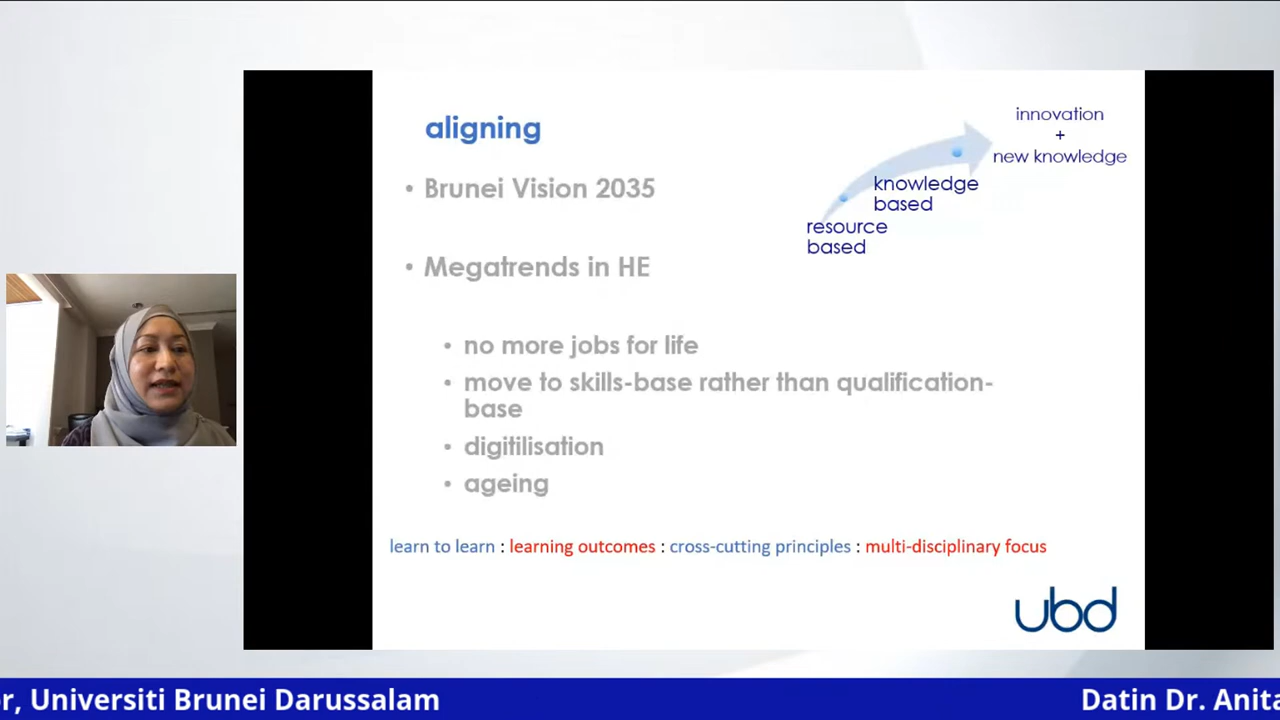 aligning
innovation
+
new knowledge
knowledge
based
resource
based
• Brunei Vision 2035
• Megatrends in HE
• no more jobs for life
• move to skills-base rather than qualification-
base
• digitilisation
• ageing
learn to learn : learning outcomes : cross-cutting principles : multi-disciplinary focus
ubd
or, Universiti Brunei Darussalam
Datin Dr. Anita